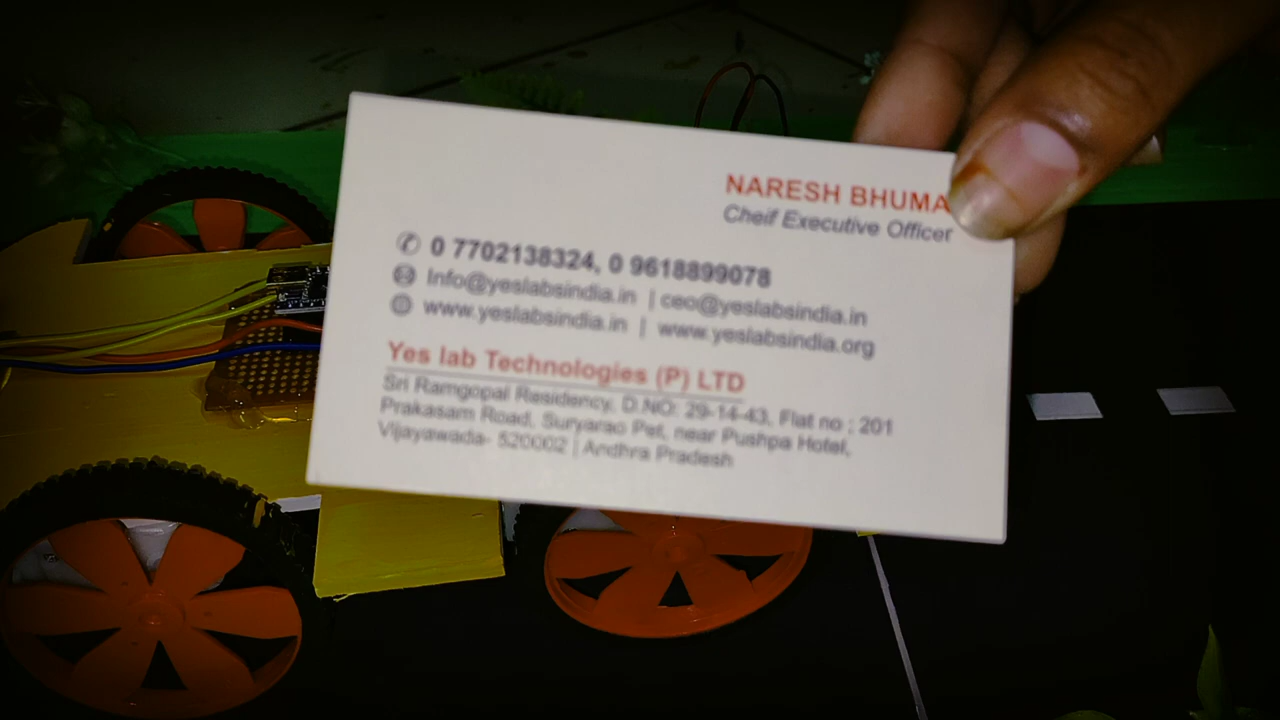 NARESH BHUMA
Cheif Executive Officer
0 7702138324, 0 9618899078
Info@yeslabsindia.in | ceo@yeslabsindia.in
www.yeslabsindia.in | www.yeslabsindia.org
Yes lab Technologies (P) LTD
Sri Ramgopal Residency, D.NO: 29-14-43, Flat no : 201
Prakasam Road, Suryarao Pet, near Pushpa Hotel,
Vijayawada- 520002 | Andhra Pradesh